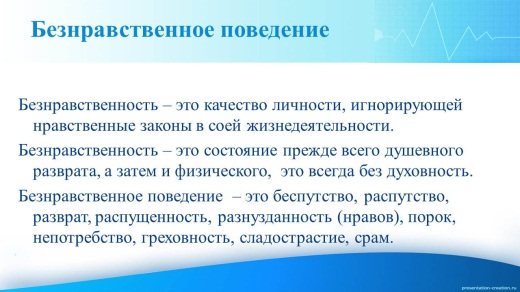 Безнравственное поведение
Безнравственность – это качество личности, игнорирующей
нравственные законы в соей жизнедеятельности.
Безнравственность – это состояние прежде всего душевного
разврата, а затем и физического,  это всегда без духовность.
Безнравственное поведение  – это беспутство, распутство,
разврат, распущенность, разнузданность (нравов), порок,
непотребство, греховность, сладострастие, срам.
presentation-creation.ru